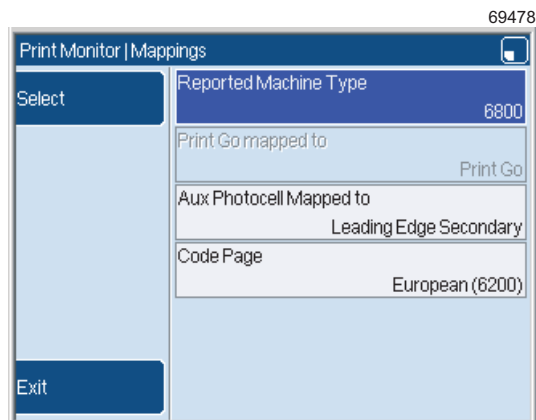 69478
Print Monitor | Mappings
Select
Reported Machine Type
6800
Print Go mapped to
Print Go
Aux Photocell Mapped to
Leading Edge Secondary
Code Page
European (6200)
Exit